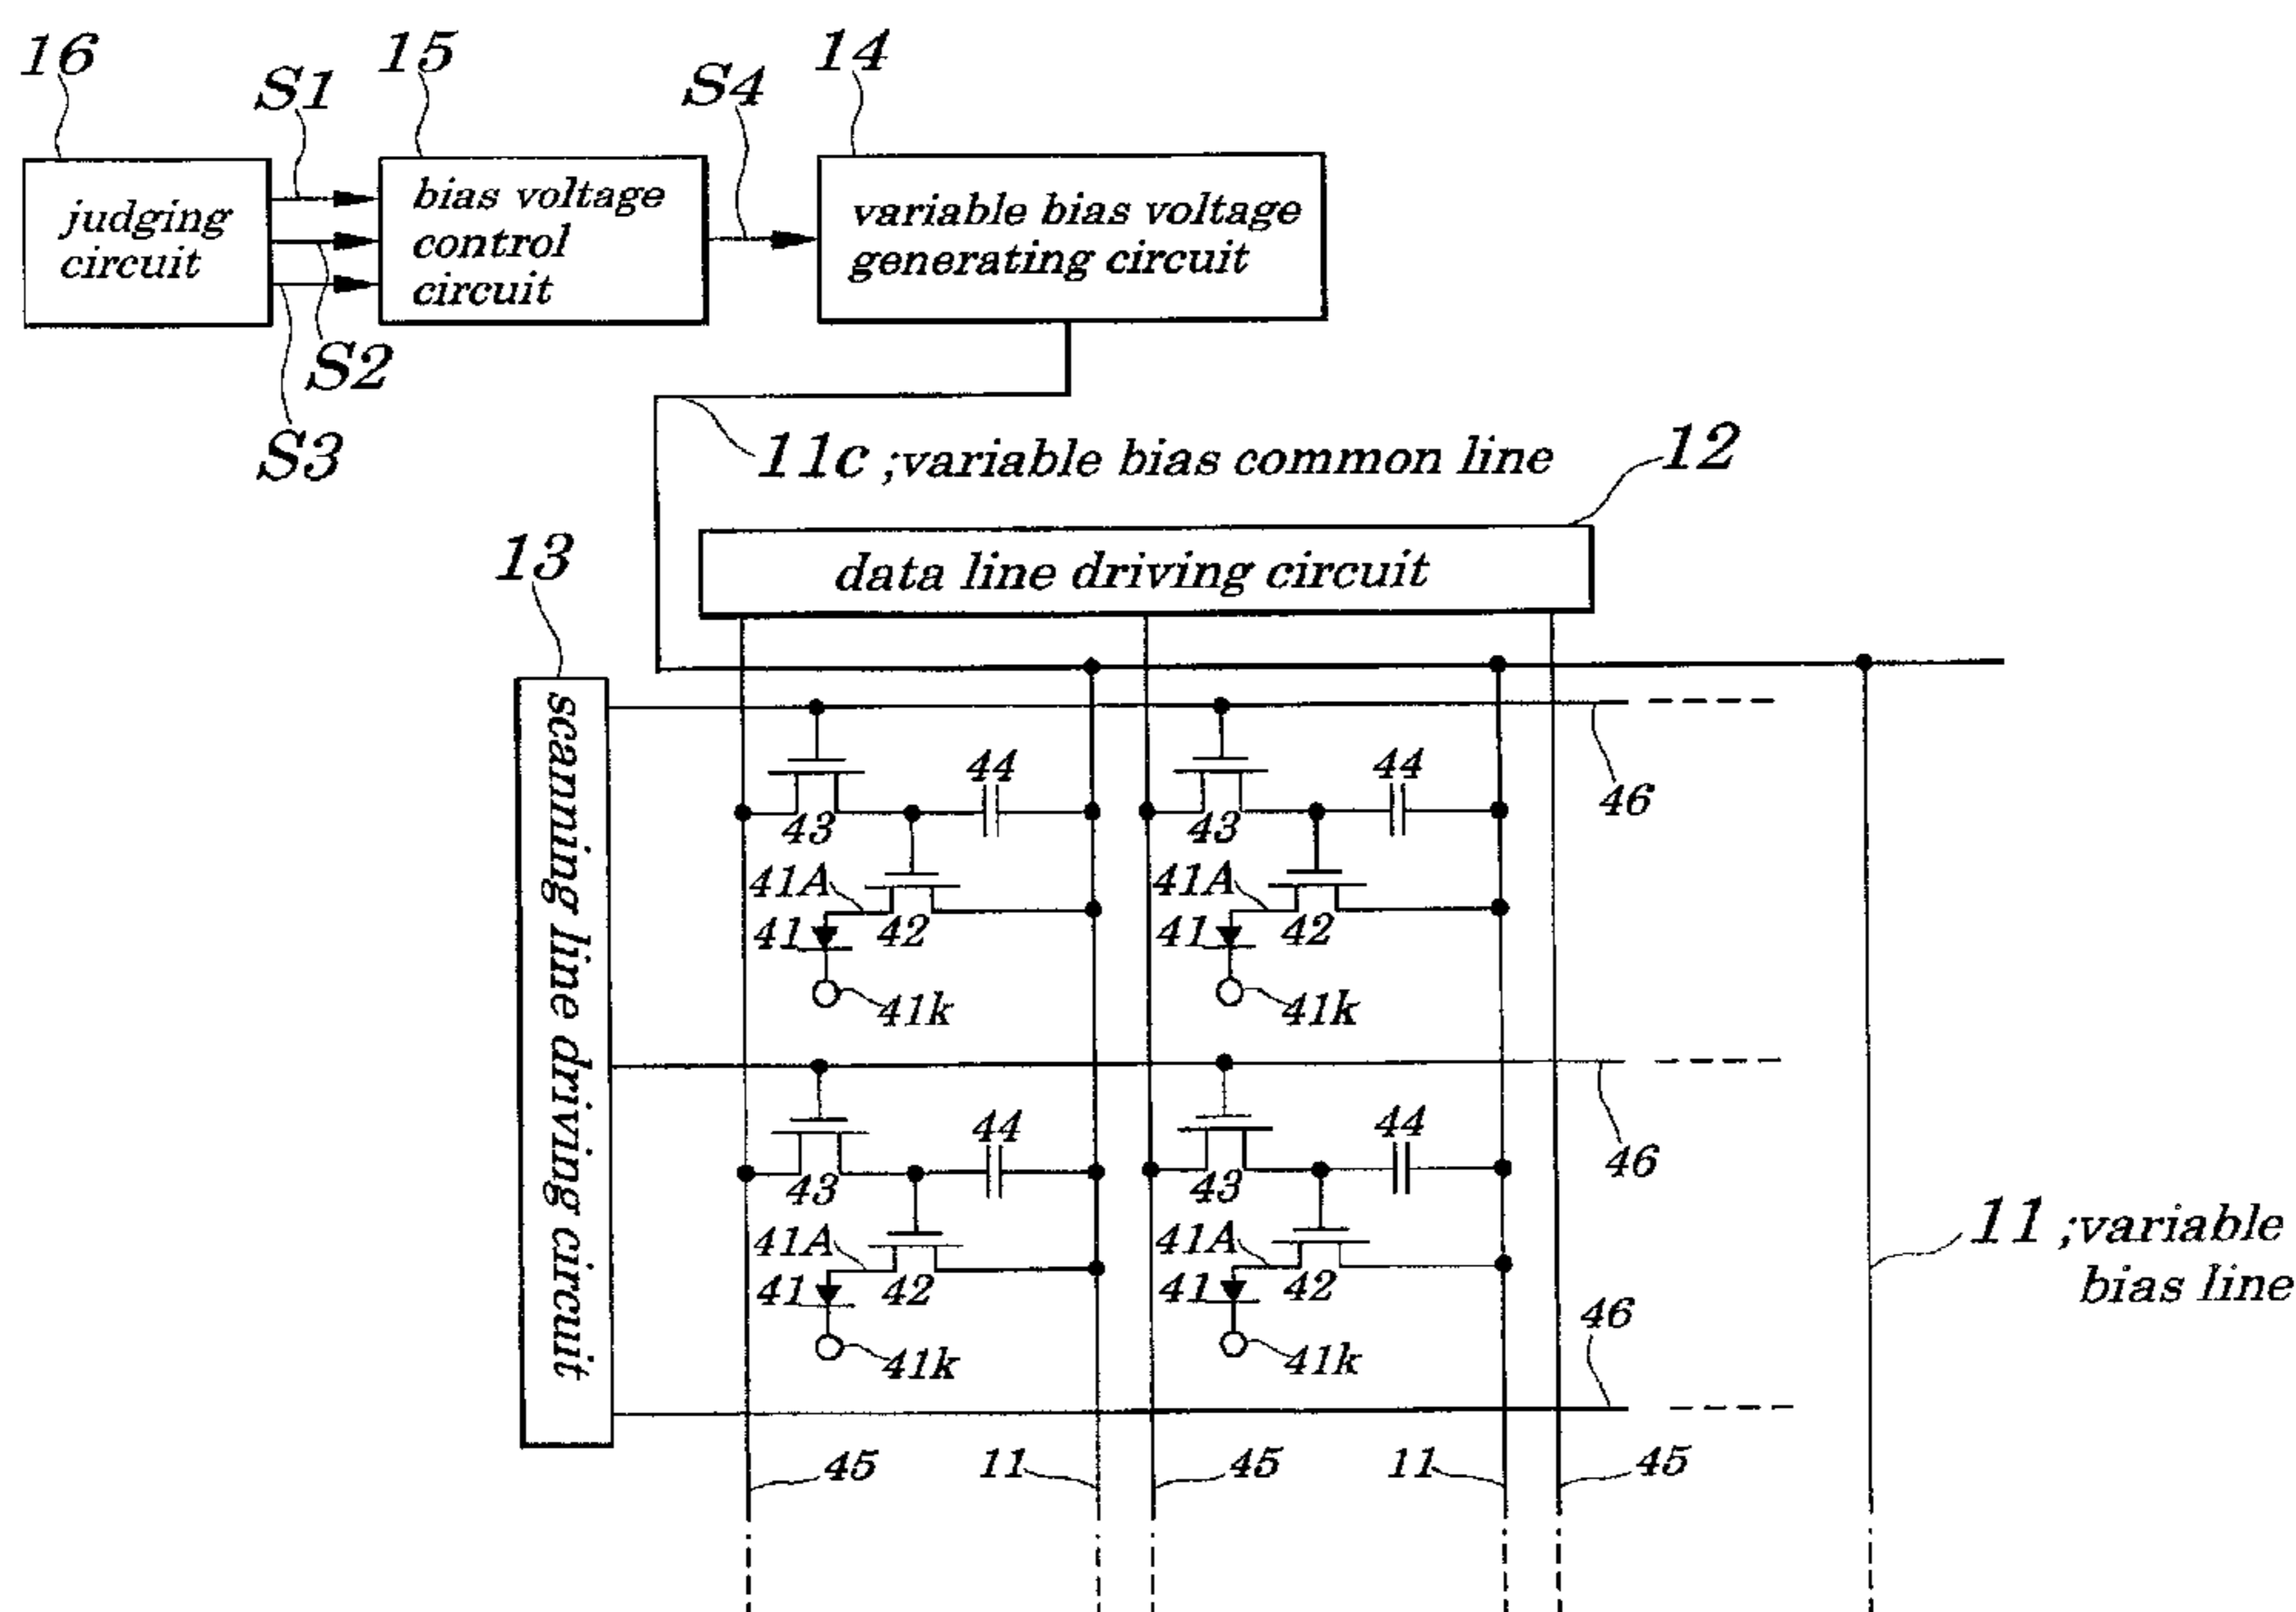 16
S1
15
S4
14
judging
circuit
bias voltage
control
circuit
variable bias voltage
generating circuit
S2
S3
11c ;variable bias common line
12
13
data line driving circuit
scanning line driving circuit
44
44
46
43
43
41A
41A
41
42
41
42
41k
41k
44
44
46
43
43
41A
41A
41
42
41
42
41k
41k
11 ;variable
bias line
46
45
11
45
11
45